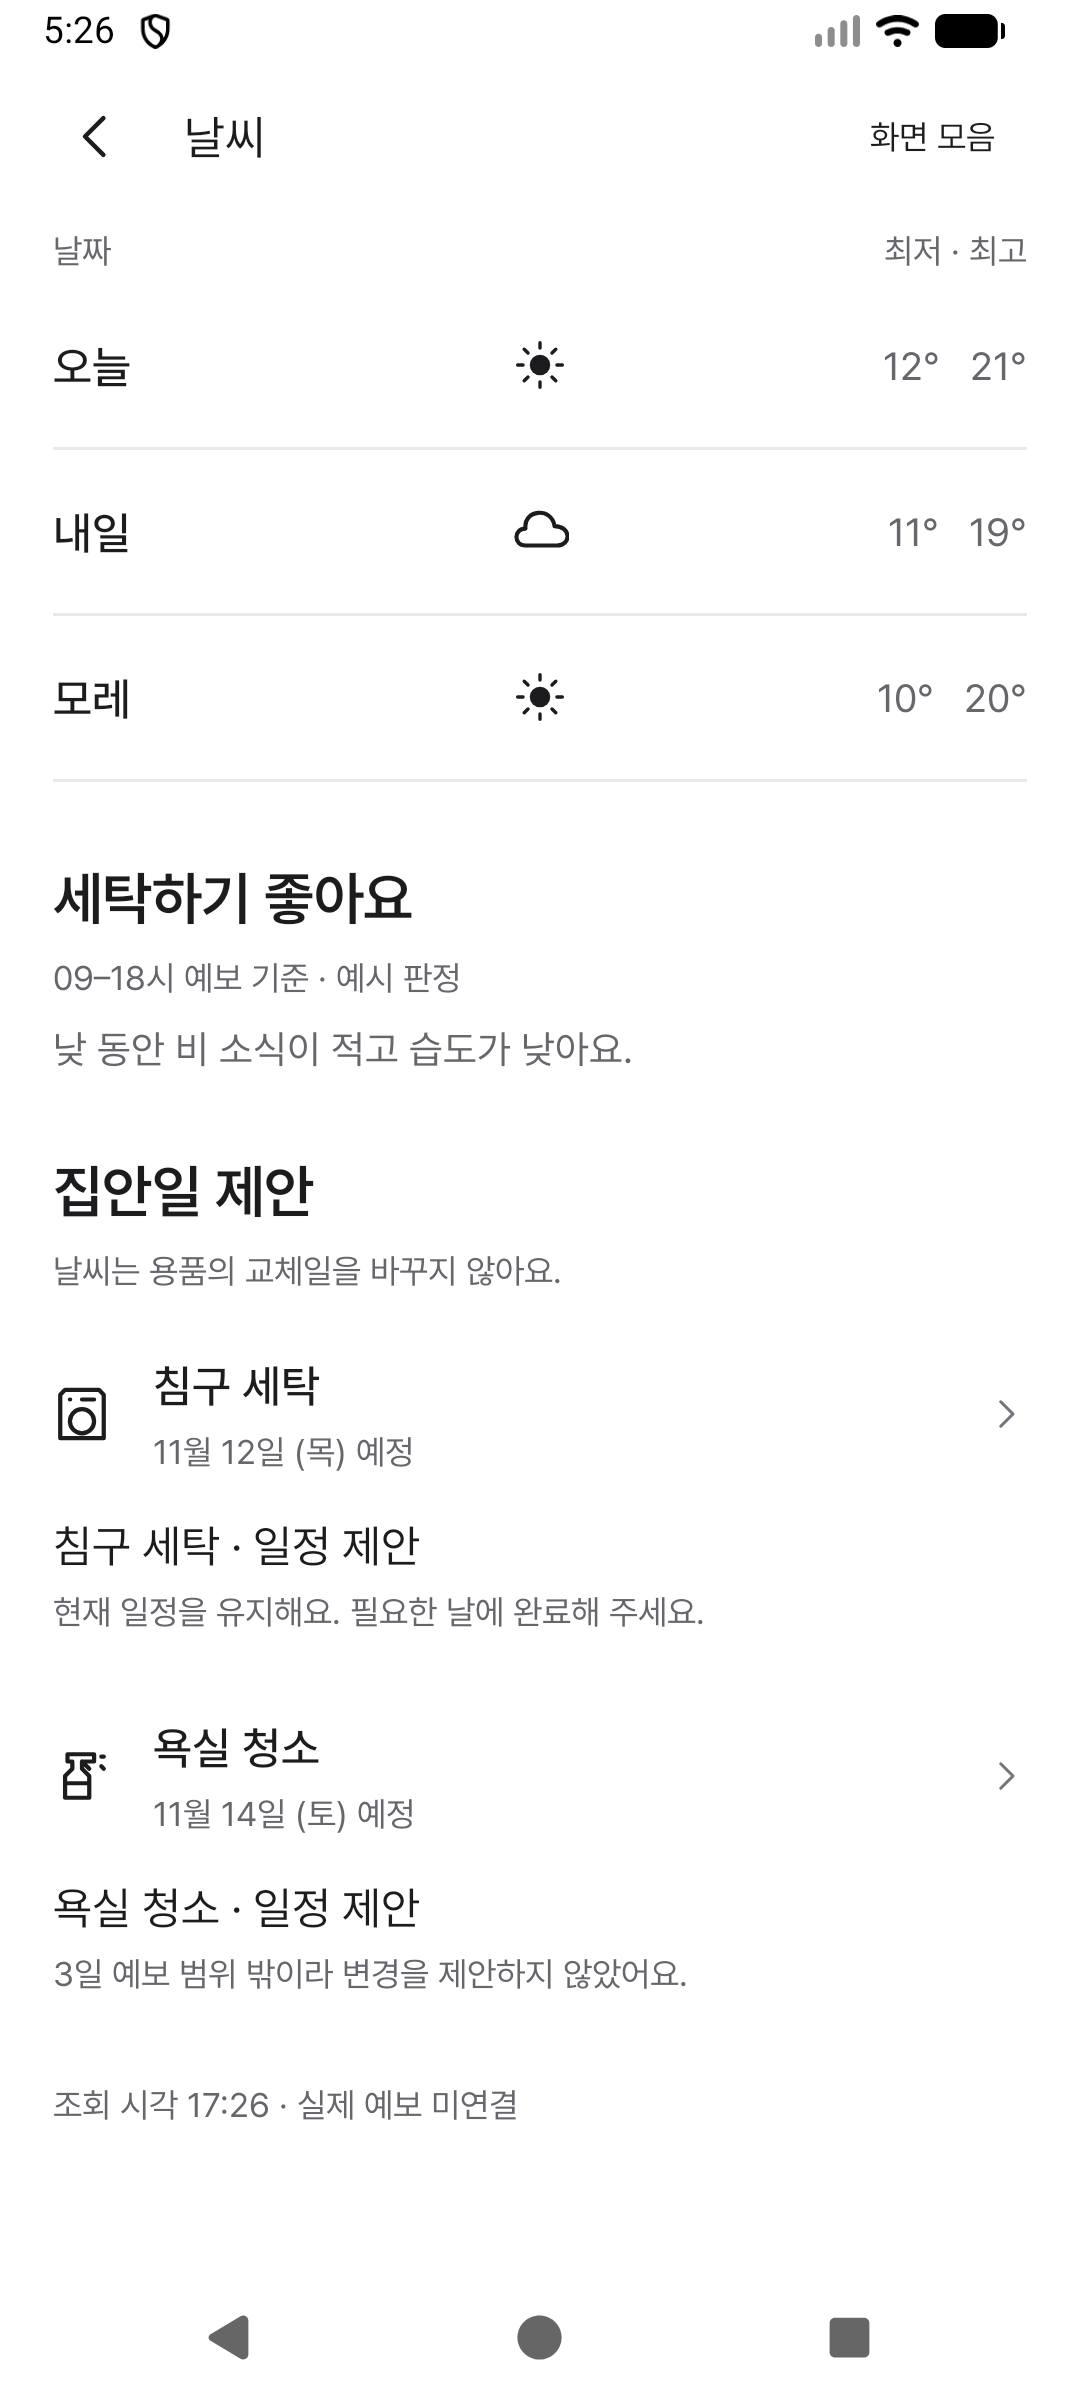 5:26
날씨
화면 모음
날짜
최저 · 최고
오늘
12° 21°
내일
11° 19°
모레
10° 20°
세탁하기 좋아요
09–18시 예보 기준 · 예시 판정
낮 동안 비 소식이 적고 습도가 낮아요.
집안일 제안
날씨는 용품의 교체일을 바꾸지 않아요.
침구 세탁
11월 12일 (목) 예정
침구 세탁 · 일정 제안
현재 일정을 유지해요. 필요한 날에 완료해 주세요.
욕실 청소
11월 14일 (토) 예정
욕실 청소 · 일정 제안
3일 예보 범위 밖이라 변경을 제안하지 않았어요.
조회 시각 17:26 · 실제 예보 미연결